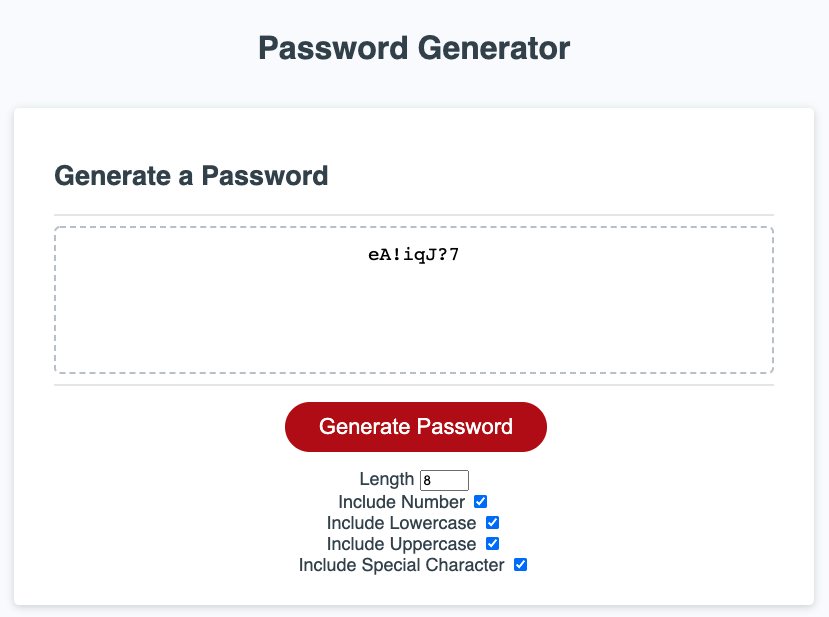 Password Generator
Generate a Password
eA!iqJ?7
Generate Password
Length 8
Include Number
Include Lowercase
Include Uppercase
Include Special Character